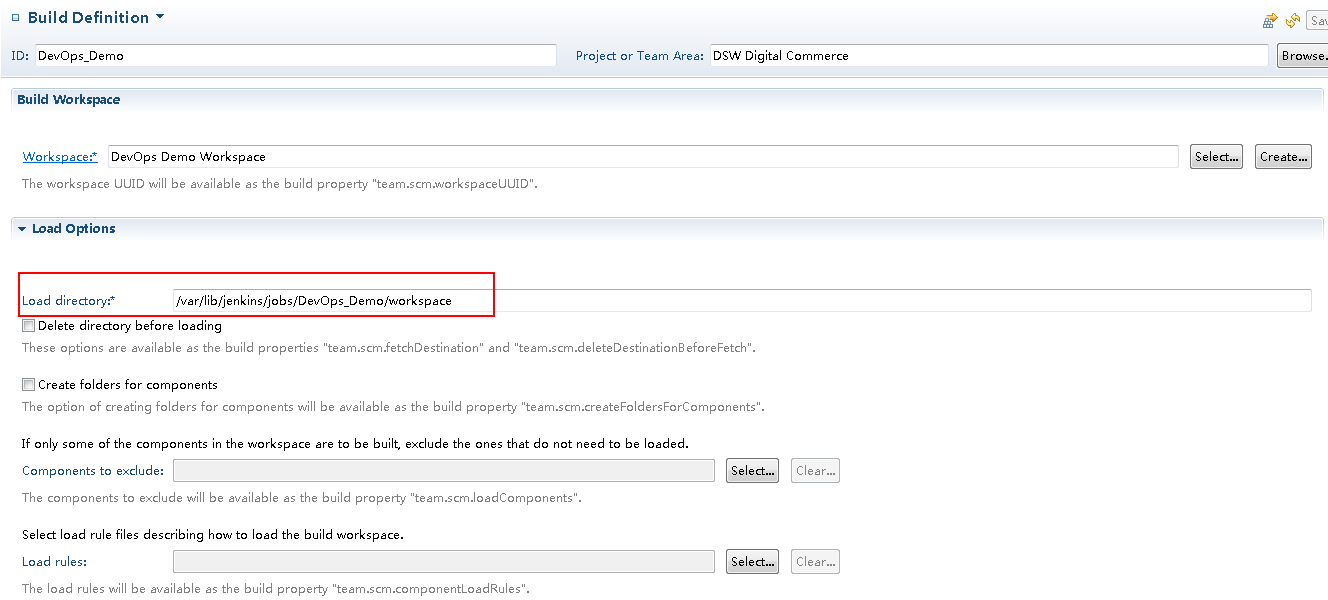 Build Definition
ID: DevOps_Demo Project or Team Area: DSW Digital Commerce Browse.
Build Workspace
Workspace:* DevOps Demo Workspace Select... Create...
The workspace UUID will be available as the build property "team.scm.workspaceUUID".
Load Options
Load directory:* /var/lib/jenkins/jobs/DevOps_Demo/workspace
Delete directory before loading
These options are available as the build properties "team.scm.fetchDestination" and "team.scm.deleteDestinationBeforeFetch".
Create folders for components
The option of creating folders for components will be available as the build property "team.scm.createFoldersForComponents".
If only some of the components in the workspace are to be built, exclude the ones that do not need to be loaded.
Components to exclude: Select... Clear...
The components to exclude will be available as the build property "team.scm.loadComponents".
Select load rule files describing how to load the build workspace.
Load rules: Select... Clear...
The load rules will be available as the build property "team.scm.componentLoadRules".